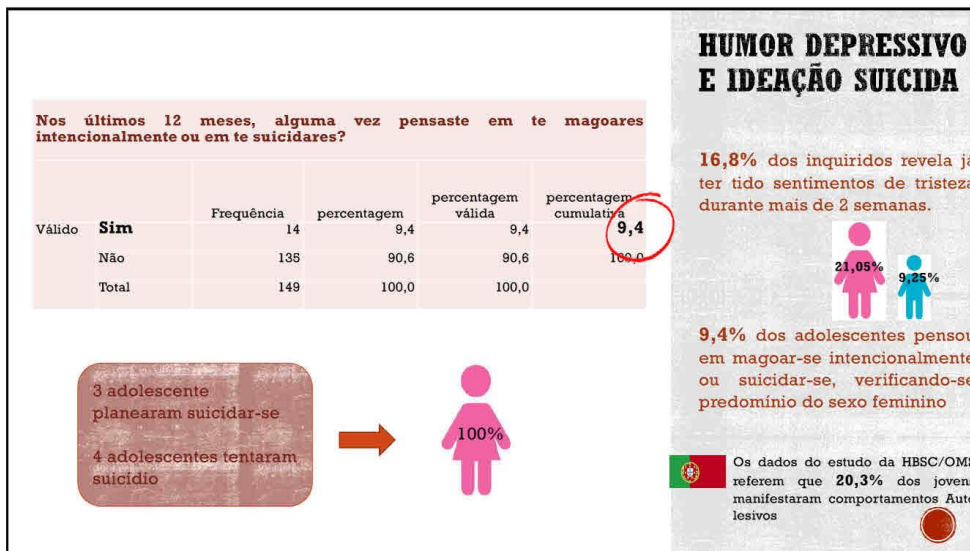 HUMOR DEPRESSIVO
E IDEAÇÃO SUICIDA
Nos últimos 12 meses, alguma vez pensaste em te magoares
intencionalmente ou em te suicidares?
Frequência percentagem percentagem válida percentagem cumulativa
Válido Sim 14 9,4 9,4 9,4
Não 135 90,6 90,6 100,0
Total 149 100,0 100,0
3 adolescente
planearam suicidar-se
4 adolescentes tentaram
suicídio
100%
16,8% dos inquiridos revela já
ter tido sentimentos de tristeza
durante mais de 2 semanas.
21,05%
9,25%
9,4% dos adolescentes pensou
em magoar-se intencionalmente
ou suicidar-se, verificando-se
predomínio do sexo feminino
Os dados do estudo da HBSC/OMS
referem que 20,3% dos jovens
manifestaram comportamentos Auto
lesivos